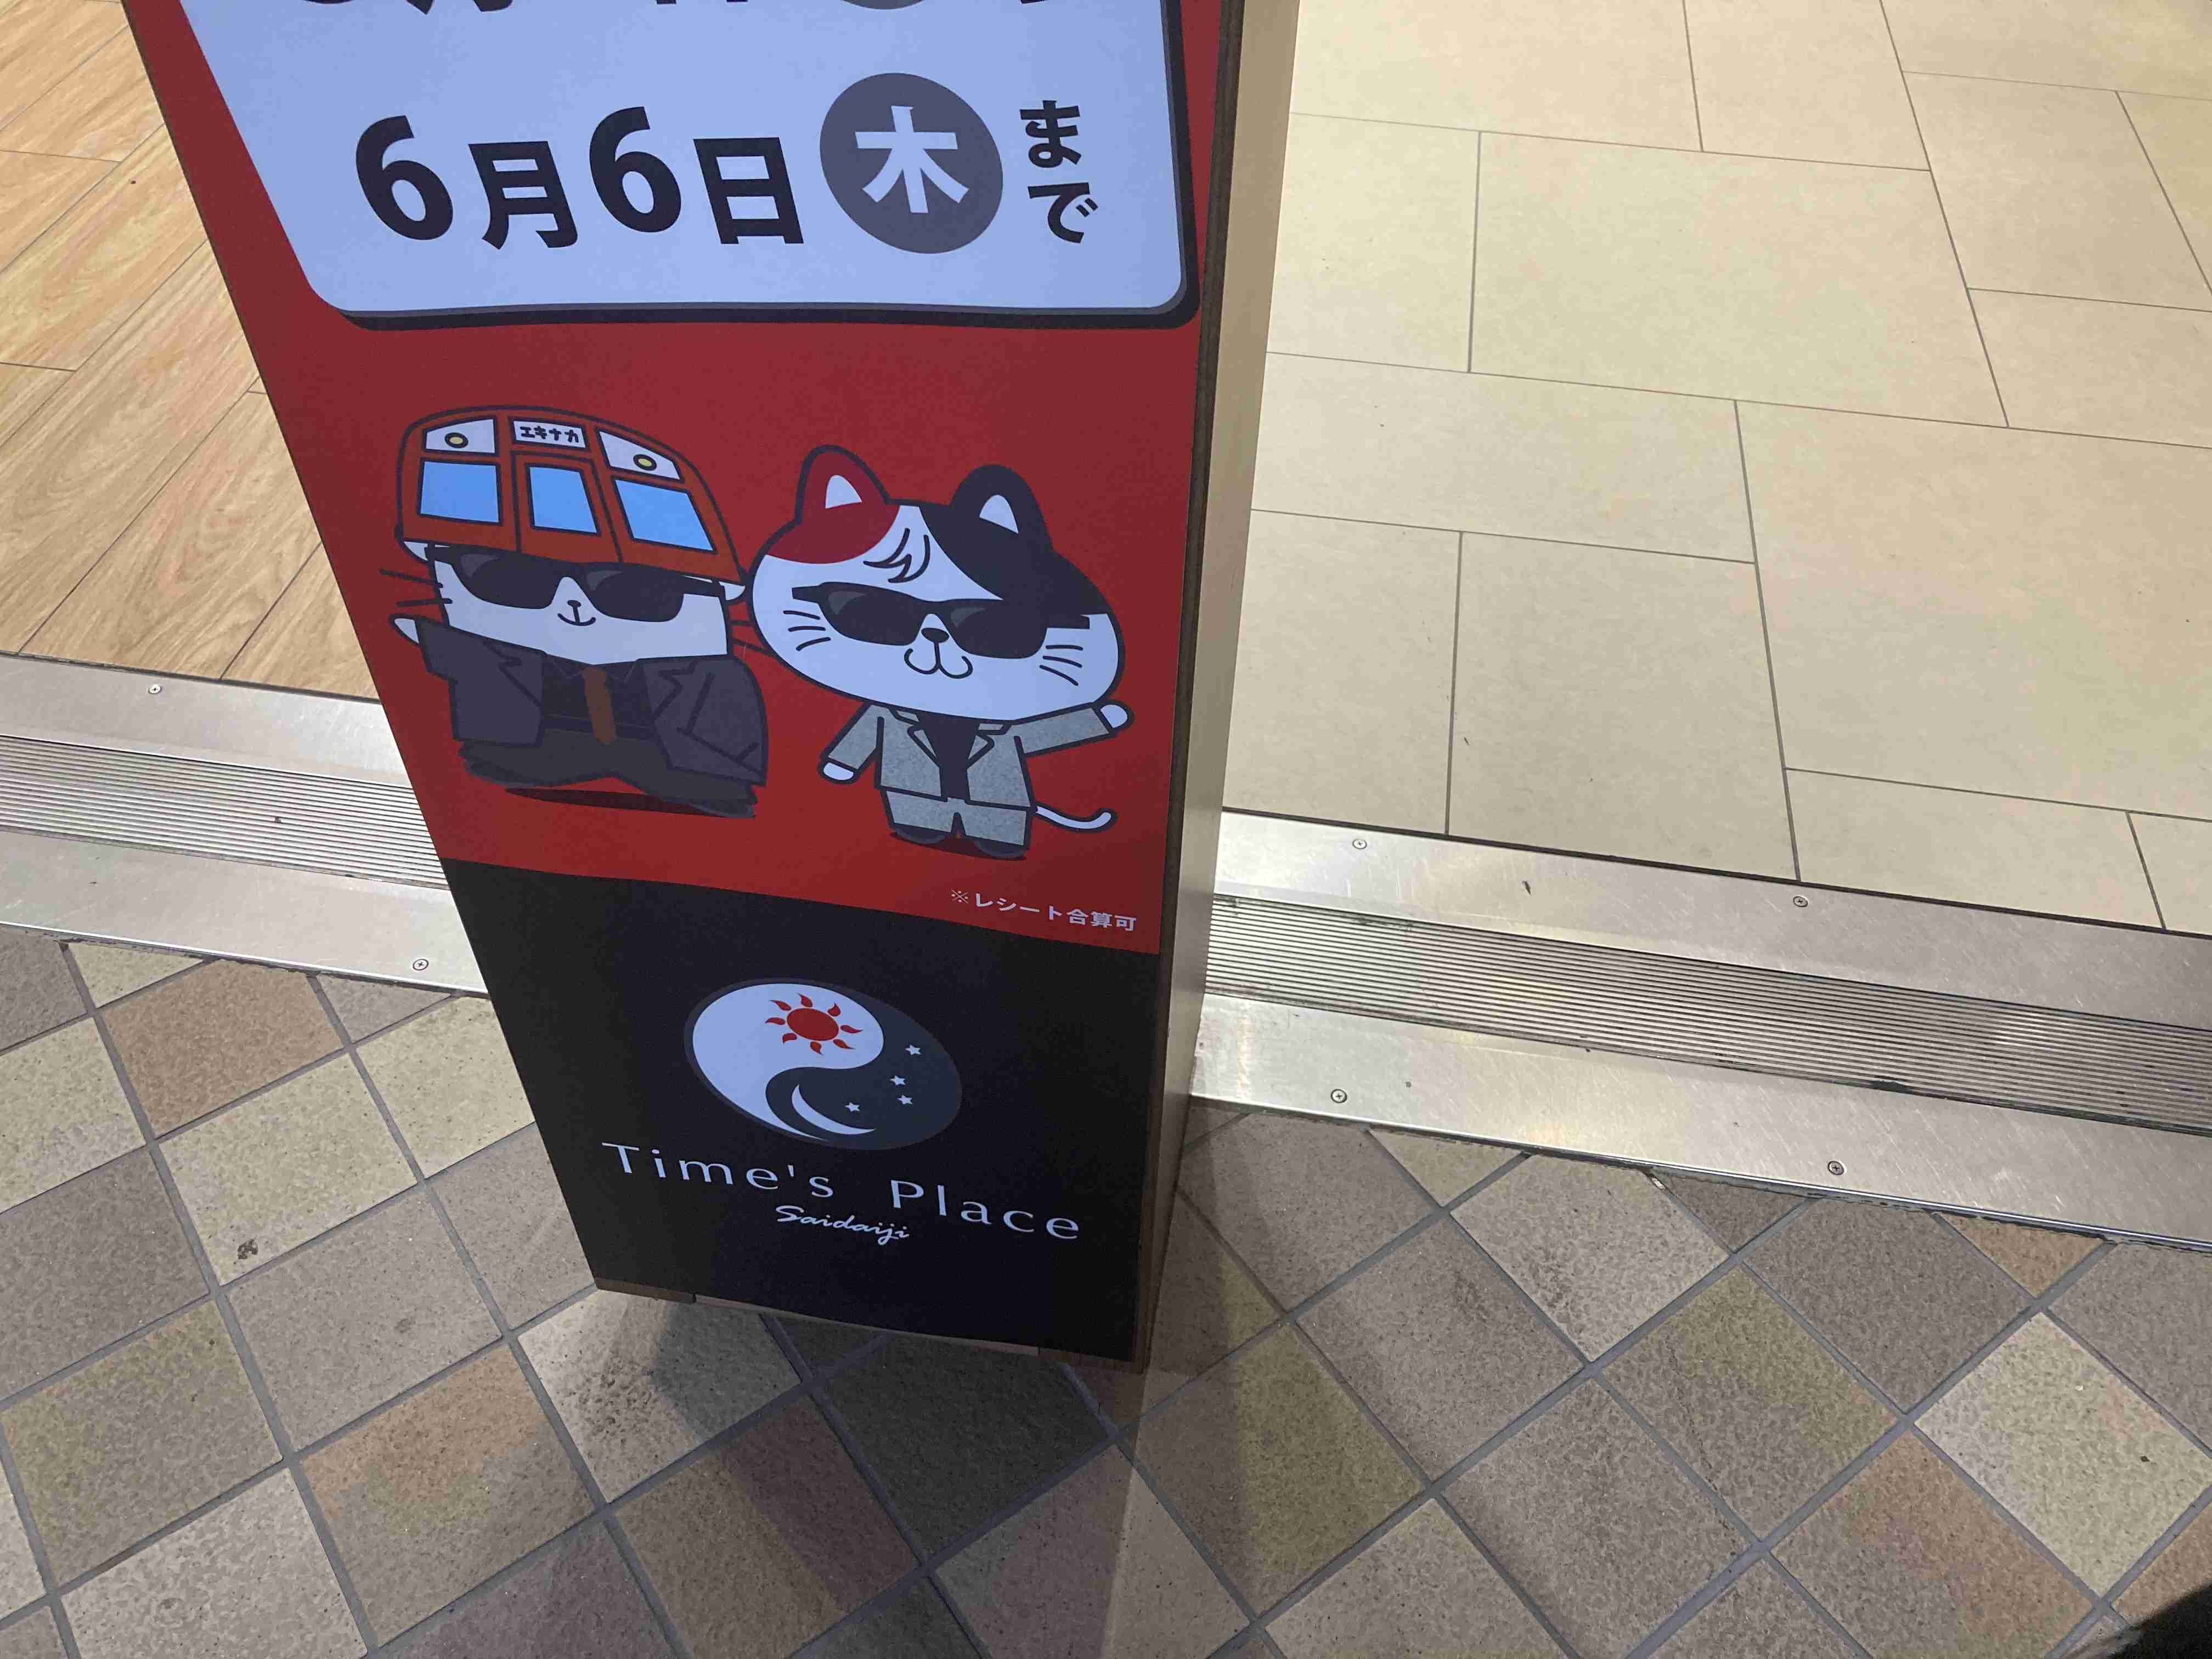 6月6日木まで
エキナカ
※レシート合算可
Time's Place
Saidaiji